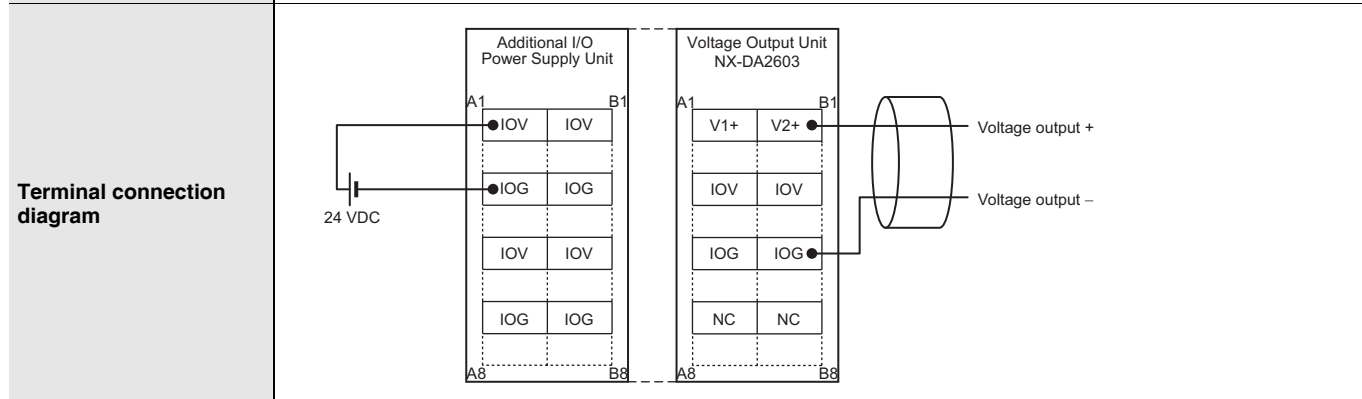 Terminal connection
diagram
Additional I/O
Power Supply Unit
A1 B1
IOV IOV
IOG IOG
IOV IOV
IOG IOG
A8 B8
24 VDC
Voltage Output Unit
NX-DA2603
A1 B1
V1+ V2+
IOV IOV
IOG IOG
NC NC
A8 B8
Voltage output +
Voltage output −